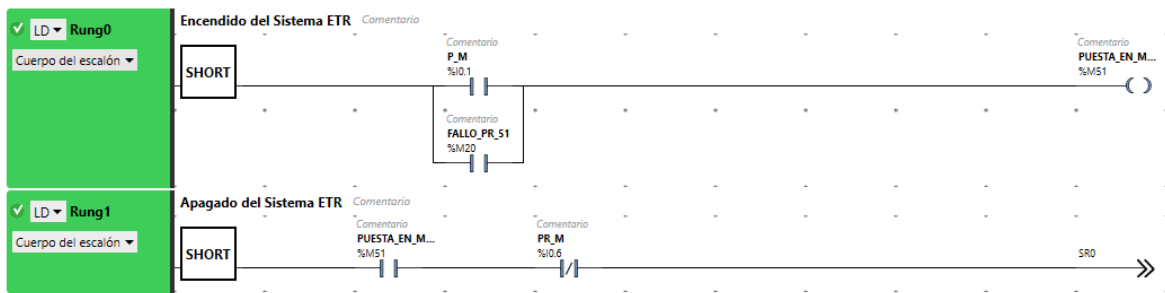 LD Rung0
Cuerpo del escalón
Encendido del Sistema ETR Comentario
SHORT
Comentario
P_M
%I0.1
Comentario
FALLO_PR_51
%M20
Comentario
PUESTA_EN_M...
%M51
LD Rung1
Cuerpo del escalón
Apagado del Sistema ETR Comentario
SHORT
Comentario
PUESTA_EN_M...
%M51
Comentario
PR_M
%I0.6
SR0